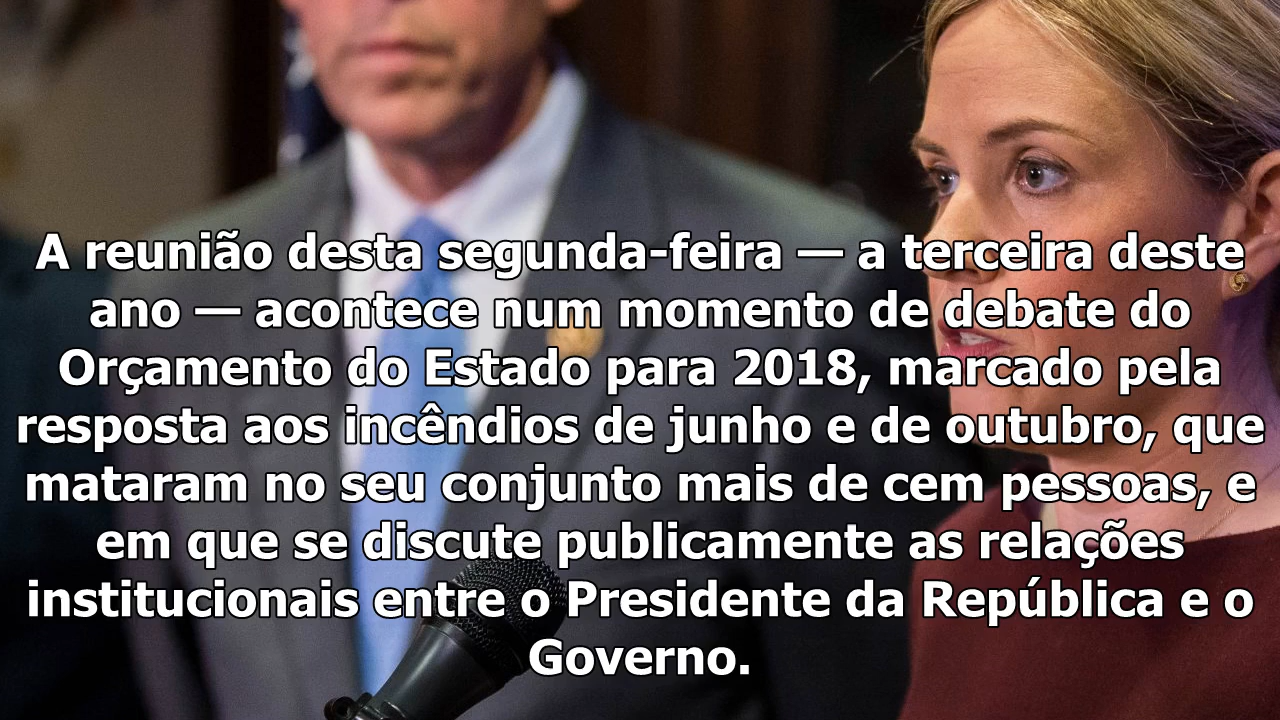 A reunião desta segunda-feira — a terceira deste
ano — acontece num momento de debate do
Orçamento do Estado para 2018, marcado pela
resposta aos incêndios de junho e de outubro, que
mataram no seu conjunto mais de cem pessoas, e
em que se discute publicamente as relações
institucionais entre o Presidente da República e o
Governo.